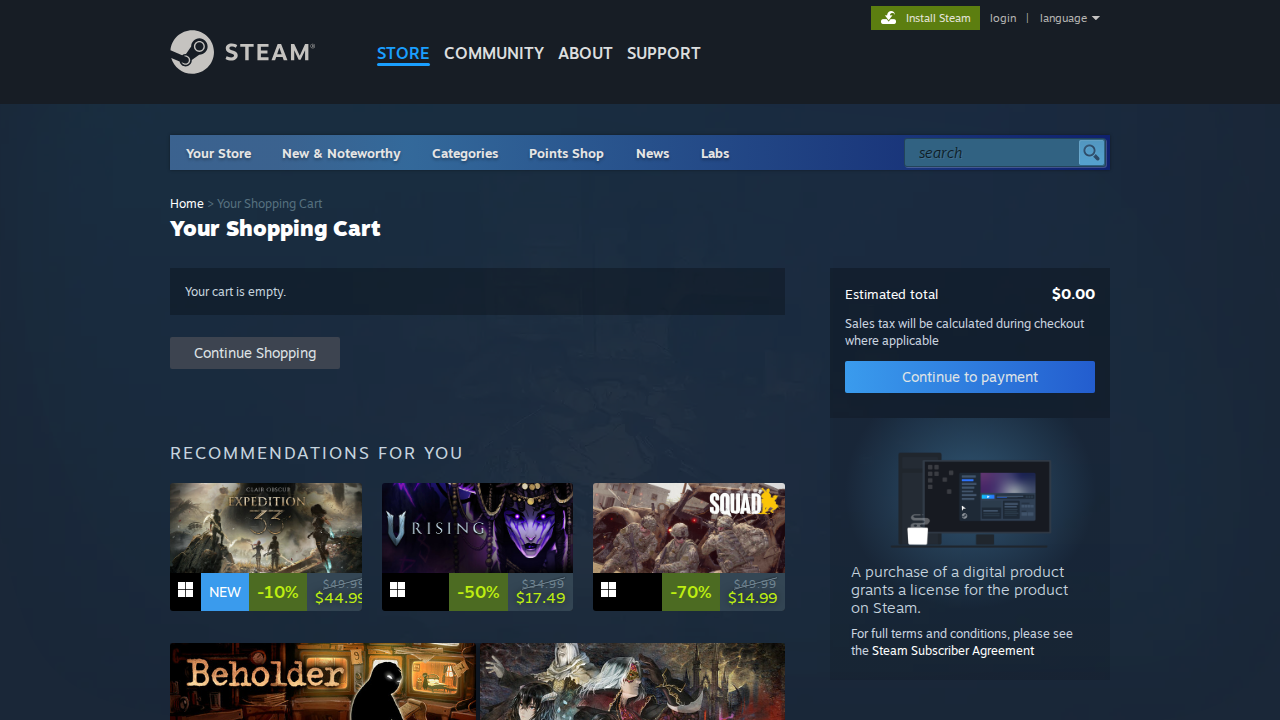 Install Steam
login | language
STEAM®
STORE COMMUNITY ABOUT SUPPORT
Your Store New & Noteworthy Categories Points Shop News Labs
search
Home > Your Shopping Cart
Your Shopping Cart
Your cart is empty.
Continue Shopping
Estimated total $0.00
Sales tax will be calculated during checkout
where applicable
Continue to payment
A purchase of a digital product
grants a license for the product
on Steam.
For full terms and conditions, please see
the Steam Subscriber Agreement
RECOMMENDATIONS FOR YOU
CLAIR OBSCUR
EXPEDITION
33
NEW -10% $49.99
$44.99
V RISING
-50% $34.99
$17.49
SQUAD
-70% $49.99
$14.99
Beholder